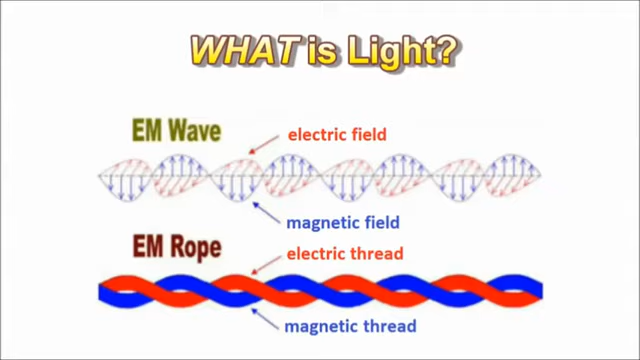 WHAT is Light?
EM Wave
electric field
magnetic field
EM Rope
electric thread
magnetic thread